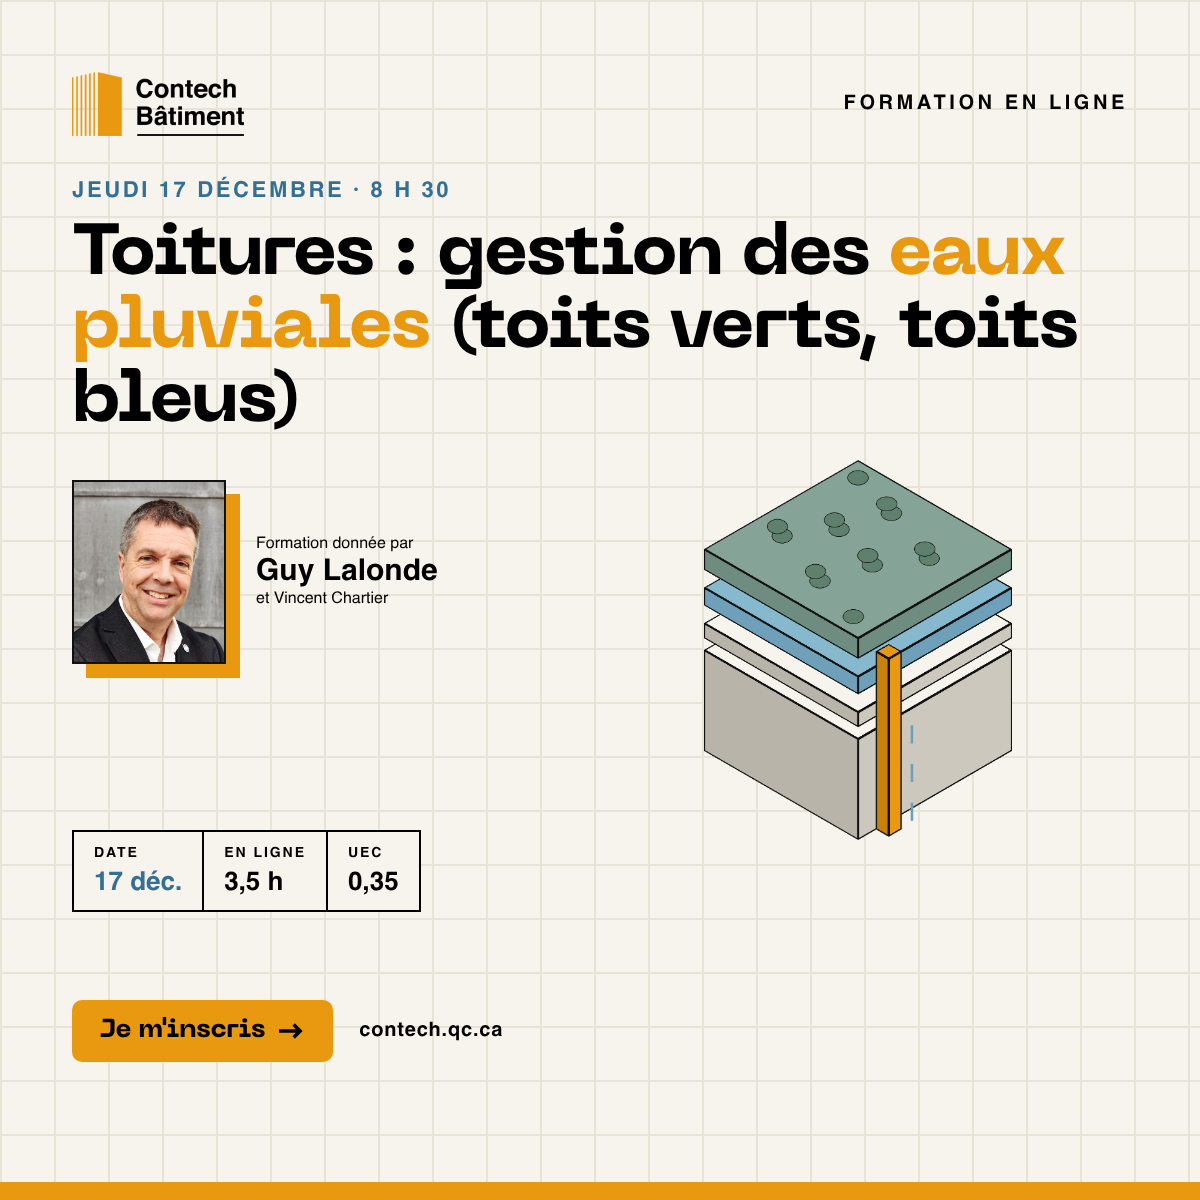 Contech
Bâtiment
FORMATION EN LIGNE
JEUDI 17 DÉCEMBRE · 8 H 30
Toitures : gestion des eaux
pluviales (toits verts, toits
bleus)
Formation donnée par
Guy Lalonde
et Vincent Chartier
DATE
17 déc.
EN LIGNE
3,5 h
UEC
0,35
Je m'inscris →
contech.qc.ca